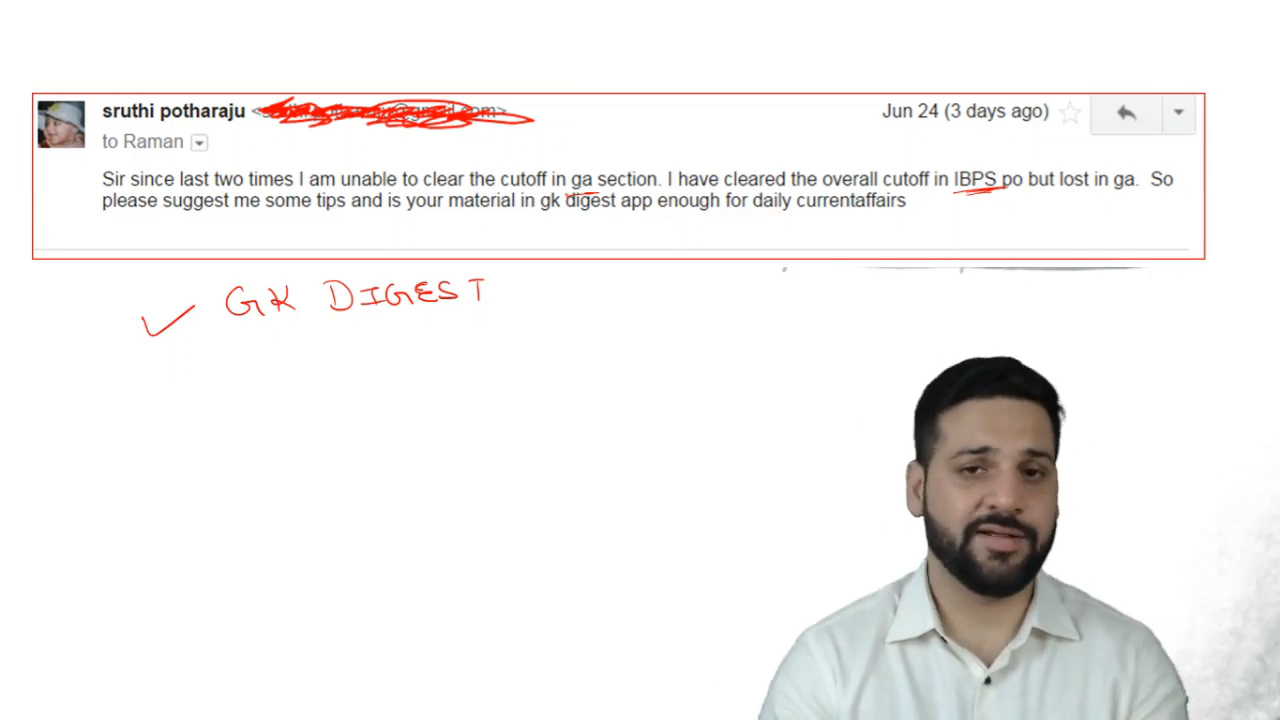 sruthi potharaju
Jun 24 (3 days ago)
to Raman
Sir since last two times I am unable to clear the cutoff in ga section. I have cleared the overall cutoff in IBPS po but lost in ga. So
please suggest me some tips and is your material in gk digest app enough for daily currentaffairs
GK DIGEST